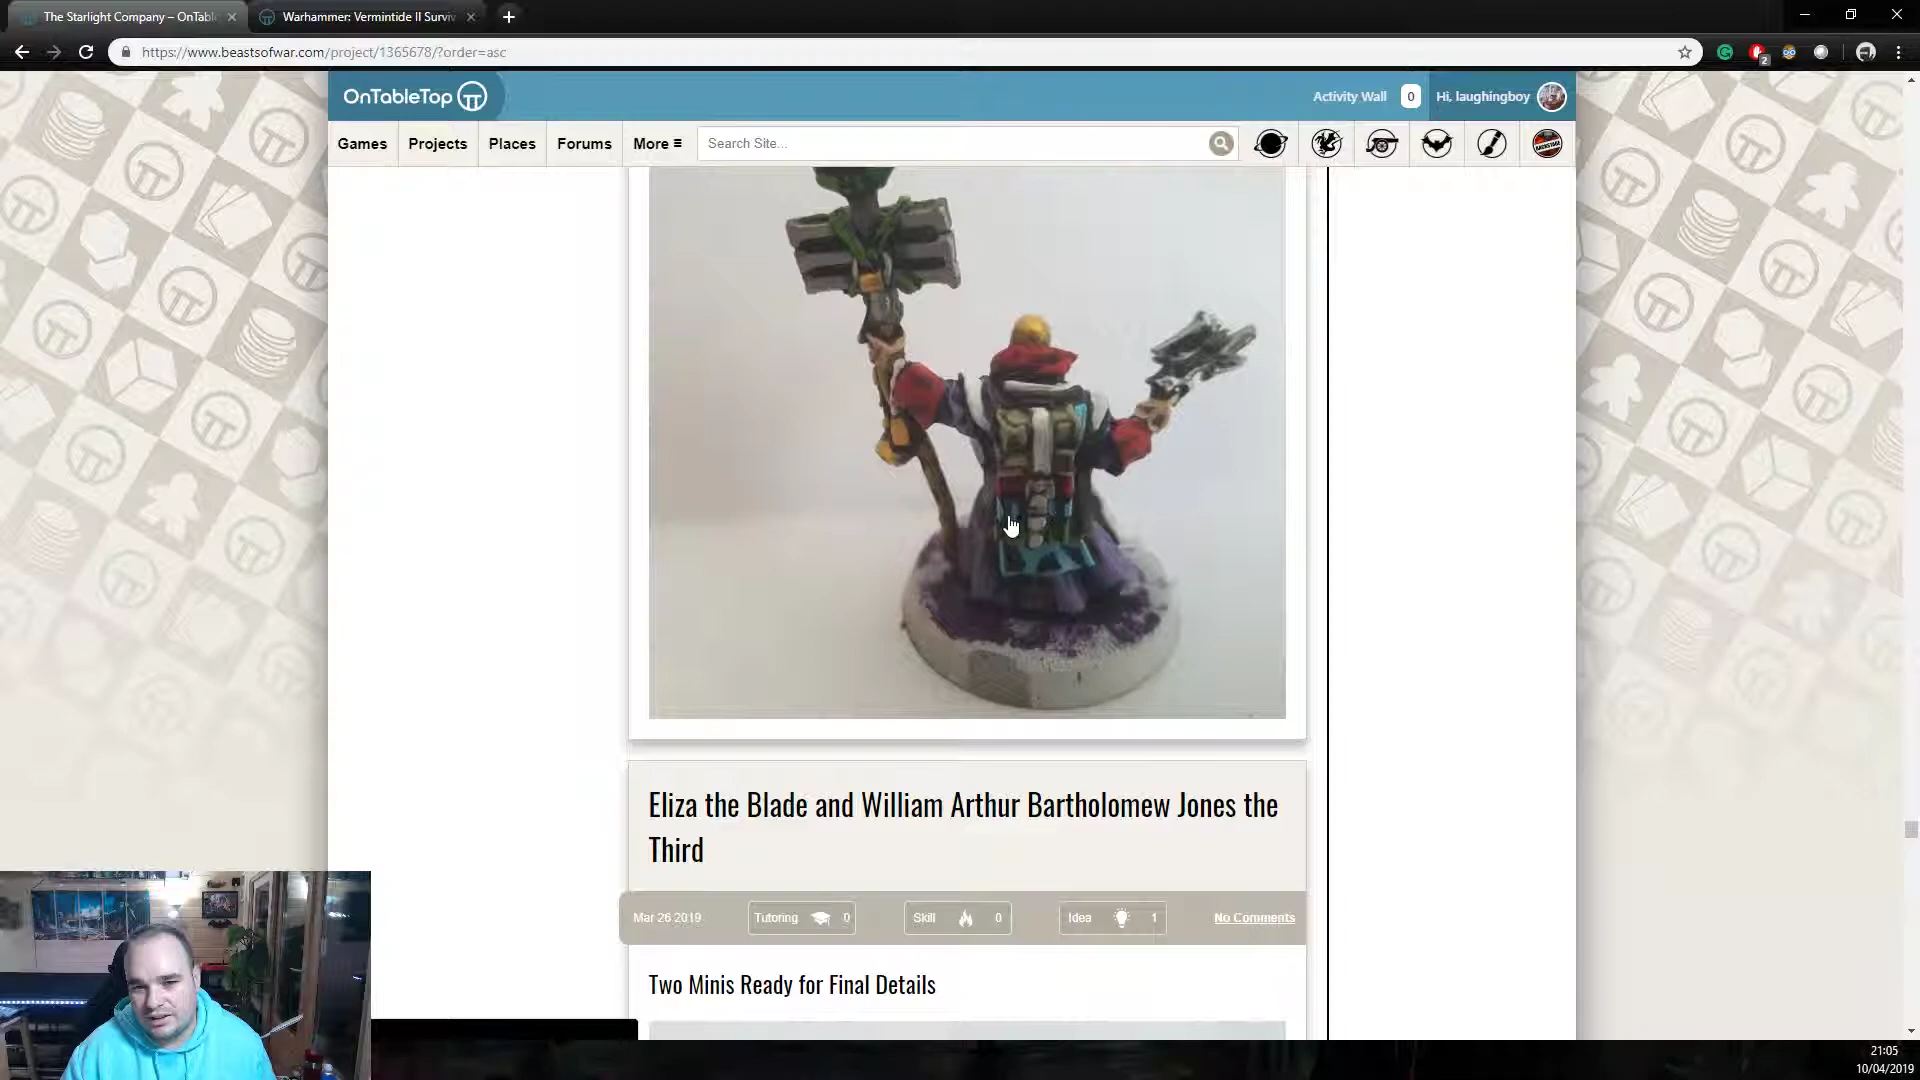 The Starlight Company – OnTabl
Warhammer: Vermintide II Surviv
https://www.beastsofwar.com/project/1365678/?order=asc
2
OnTableTop
Activity Wall 0 Hi, laughingboy
Games Projects Places Forums More Search Site...
BACKSTAGE
Eliza the Blade and William Arthur Bartholomew Jones the
Third
Mar 26 2019 Tutoring 0 Skill 0 Idea 1 No Comments
Two Minis Ready for Final Details
21:05
10/04/2019